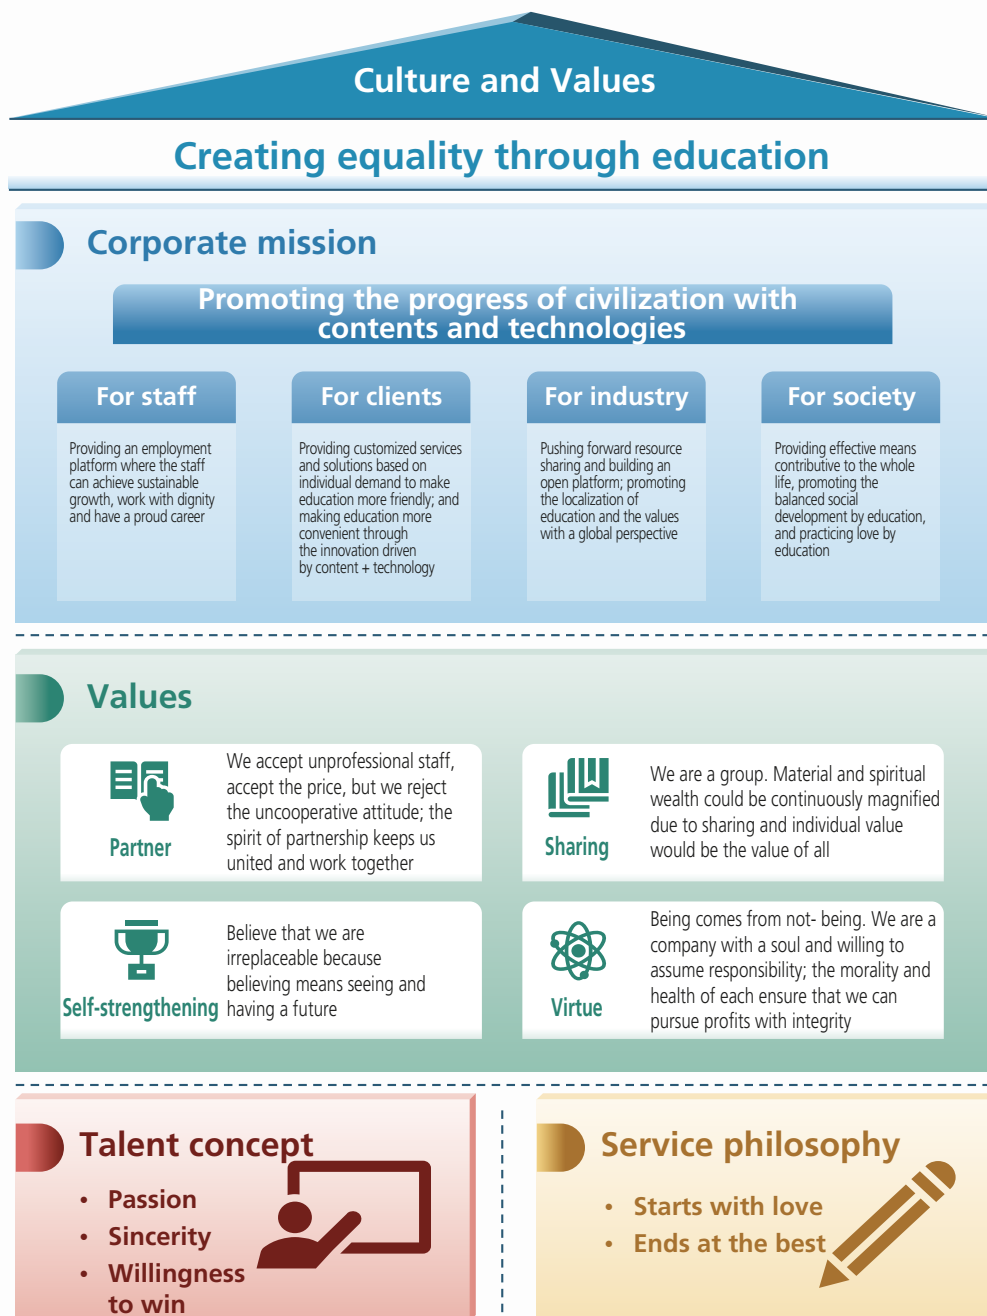 Culture and Values
Creating equality through education
Corporate mission
Promoting the progress of civilization with
contents and technologies
For staff
Providing an employment
platform where the staff
can achieve sustainable
growth, work with dignity
and have a proud career
For clients
Providing customized services
and solutions based on
individual demand to make
education more friendly; and
making education more
convenient through
the innovation driven
by content + technology
For industry
Pushing forward resource
sharing and building an
open platform; promoting
the localization of
education and the values
with a global perspective
For society
Providing effective means
contributive to the whole
life, promoting the
balanced social
development by education,
and practicing love by
education
Values
Partner
We accept unprofessional staff,
accept the price, but we reject
the uncooperative attitude; the
spirit of partnership keeps us
united and work together
Sharing
We are a group. Material and spiritual
wealth could be continuously magnified
due to sharing and individual value
would be the value of all
Self-strengthening
Believe that we are
irreplaceable because
believing means seeing and
having a future
Virtue
Being comes from not- being. We are a
company with a soul and willing to
assume responsibility; the morality and
health of each ensure that we can
pursue profits with integrity
Talent concept
• Passion
• Sincerity
• Willingness
to win
Service philosophy
• Starts with love
• Ends at the best